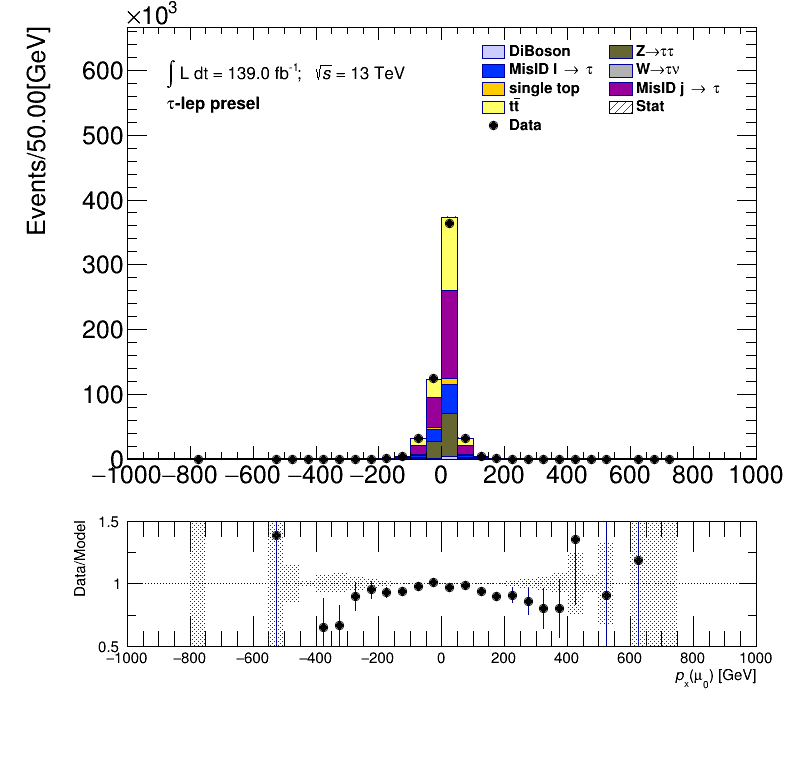 ×10³
Events/50.00[GeV]
600
500
400
300
200
100
0
∫ L dt = 139.0 fb⁻¹; √s = 13 TeV
τ-lep presel
DiBoson
MisID l → τ
single top
tt̄
Data
Z→ττ
W→τν
MisID j → τ
Stat
−1000 −800 −600 −400 −200 0 200 400 600 800 1000
Data/Model
1.5
1
0.5
−1000 −800 −600 −400 −200 0 200 400 600 800 1000
pₓ(μ₀) [GeV]